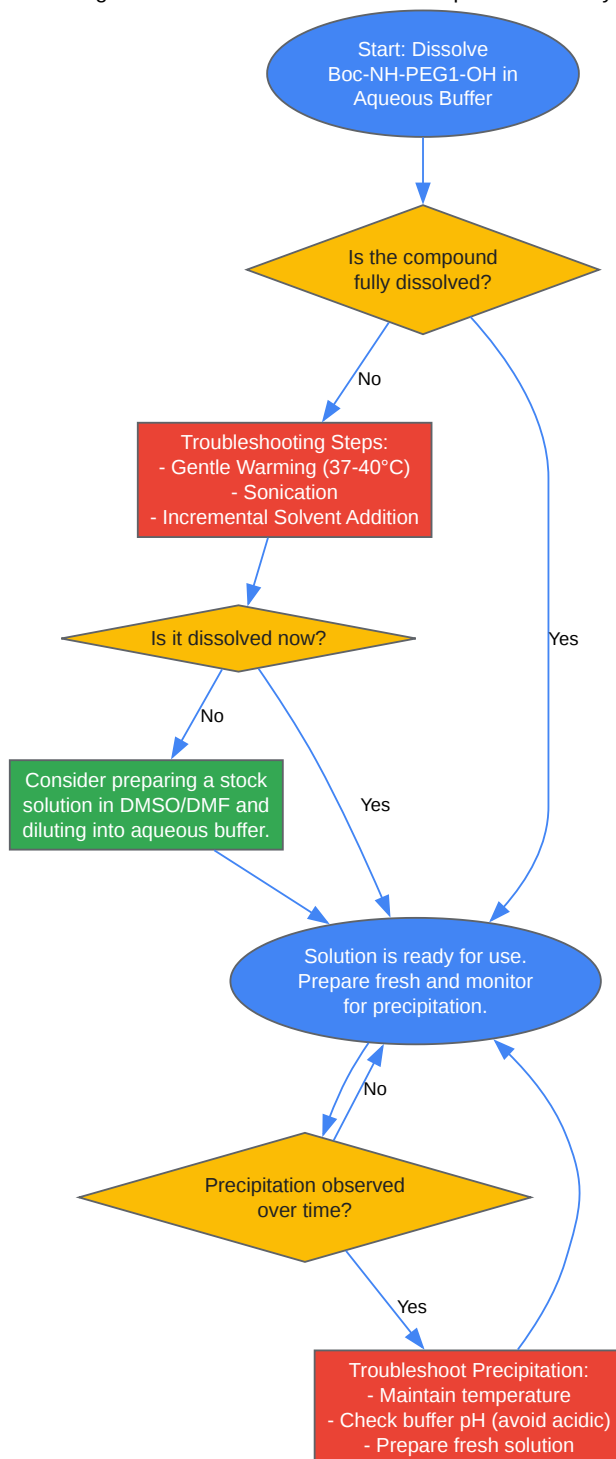 Start: Dissolve
Boc-NH-PEG1-OH in
Aqueous Buffer
Is the compound
fully dissolved?
No
Troubleshooting Steps:
- Gentle Warming (37-40°C)
- Sonication
- Incremental Solvent Addition
Is it dissolved now?
Yes
No
Consider preparing a stock
solution in DMSO/DMF and
diluting into aqueous buffer.
Yes
Solution is ready for use.
Prepare fresh and monitor
for precipitation.
No
Precipitation observed
over time?
Yes
Troubleshoot Precipitation:
- Maintain temperature
- Check buffer pH (avoid acidic)
- Prepare fresh solution